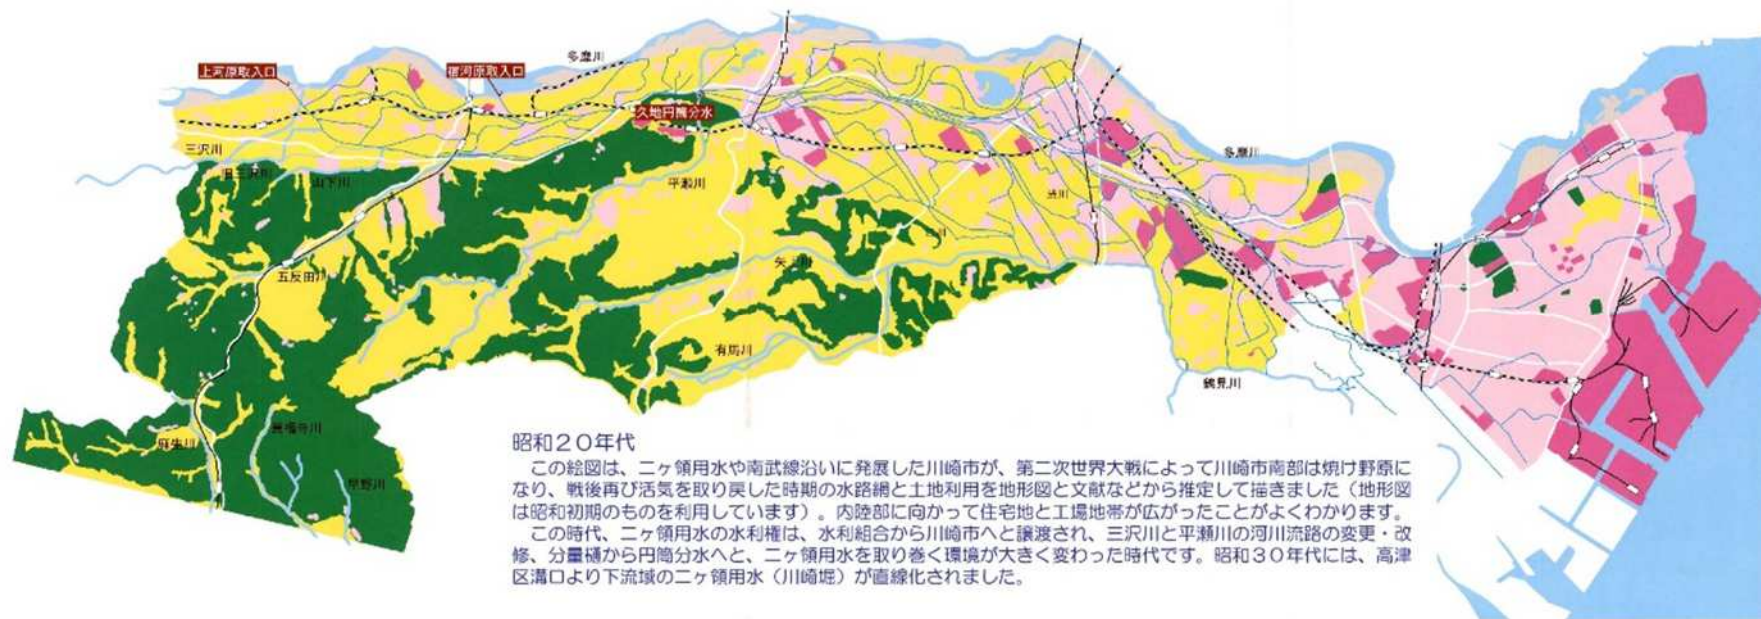 上河原取入口
宿河原取入口
多摩川
久地円筒分水
三沢川
旧三沢川
山下川
平瀬川
渋川
多摩川
五反田川
矢上川
有馬川
鶴見川
麻生川
真福寺川
早野川
昭和20年代
この絵図は、二ヶ領用水や南武線沿いに発展した川崎市が、第二次世界大戦によって川崎市南部は焼け野原に
なり、戦後再び活気を取り戻した時期の水路網と土地利用を地形図と文献などから推定して描きました（地形図
は昭和初期のものを利用しています）。内陸部に向かって住宅地と工場地帯が広がったことがよくわかります。
この時代、二ヶ領用水の水利権は、水利組合から川崎市へと譲渡され、三沢川と平瀬川の河川流路の変更・改
修、分量樋から円筒分水へと、二ヶ領用水を取り巻く環境が大きく変わった時代です。昭和30年代には、高津
区溝口より下流域の二ヶ領用水（川崎堀）が直線化されました。